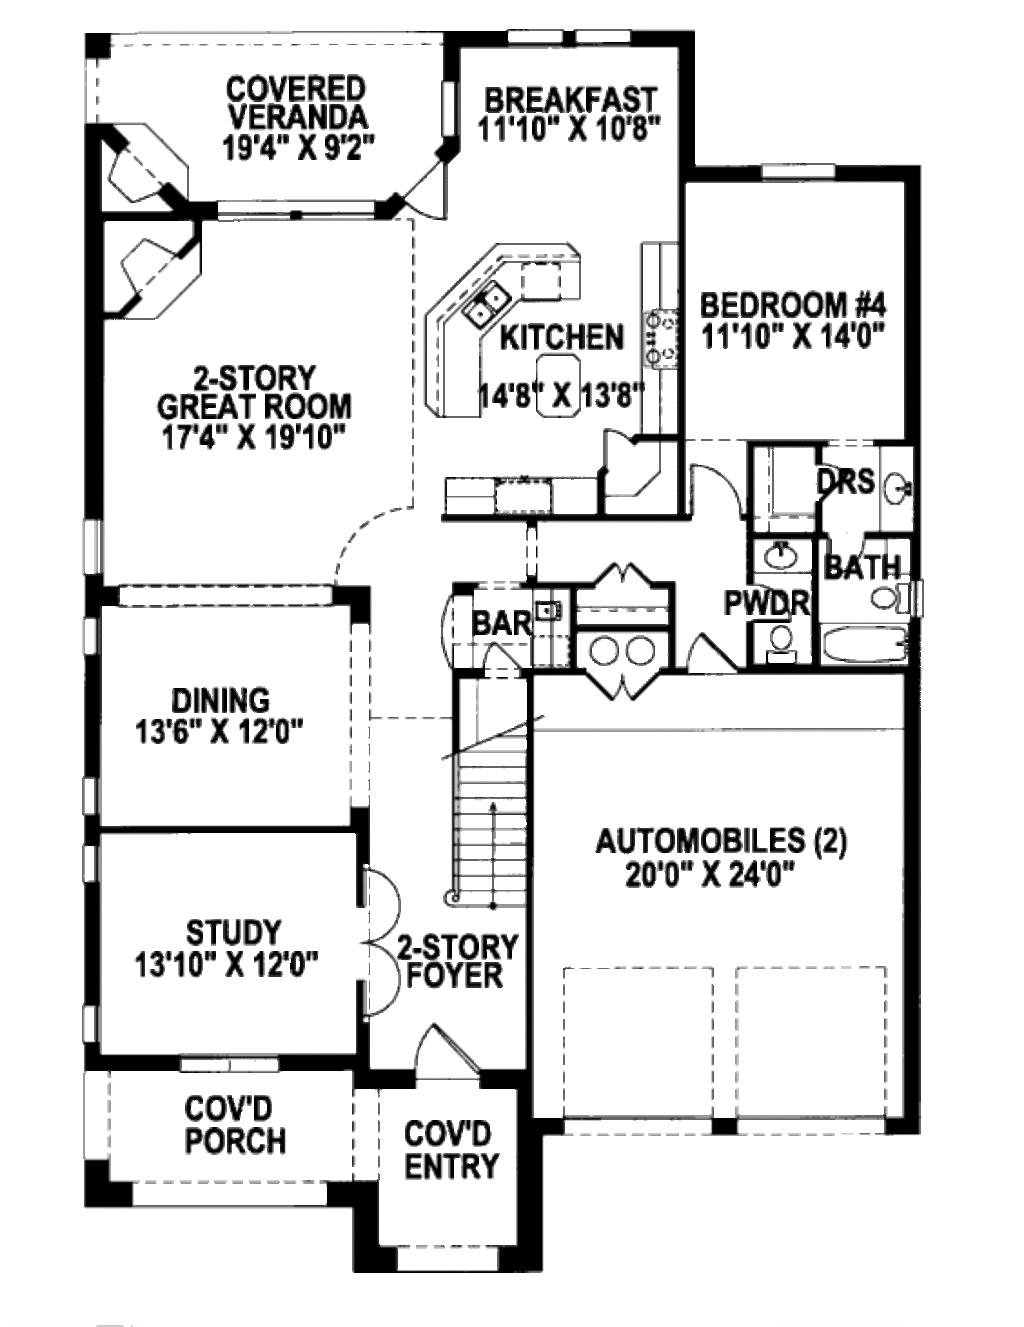 COVERED
VERANDA
19'4" X 9'2"
BREAKFAST
11'10" X 10'8"
BEDROOM #4
11'10" X 14'0"
KITCHEN
14'8" X 13'8"
2-STORY
GREAT ROOM
17'4" X 19'10"
DRS
BATH
PWDR
BAR
DINING
13'6" X 12'0"
AUTOMOBILES (2)
20'0" X 24'0"
STUDY
13'10" X 12'0"
2-STORY
FOYER
COV'D
PORCH
COV'D
ENTRY